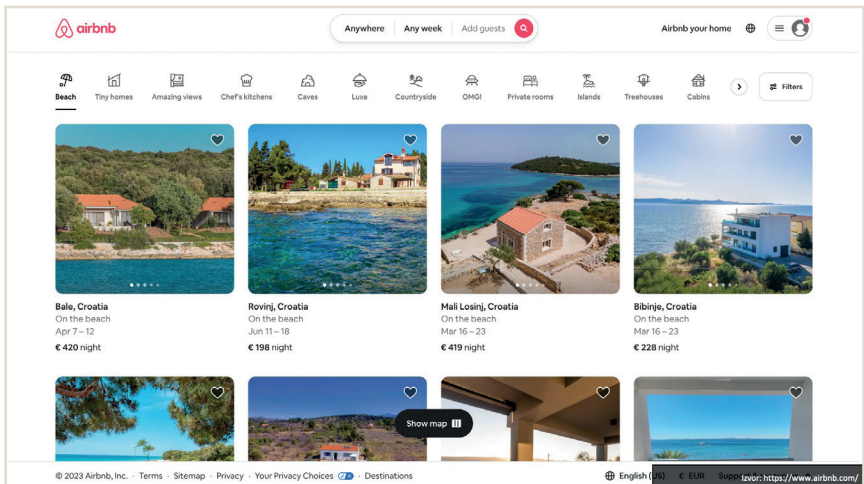 airbnb
Anywhere Any week Add guests
Airbnb your home
Beach Tiny homes Amazing views Chef's kitchens Caves Luxe Countryside OMG! Private rooms Islands Treehouses Cabins Filters
Bale, Croatia
On the beach
Apr 7 – 12
€ 420 night
Rovinj, Croatia
On the beach
Jun 11 – 18
€ 198 night
Mali Losinj, Croatia
On the beach
Mar 16 – 23
€ 419 night
Bibinje, Croatia
On the beach
Mar 16 – 23
€ 228 night
Show map
© 2023 Airbnb, Inc. · Terms · Sitemap · Privacy · Your Privacy Choices · Destinations
English (US) € EUR Support
Izvor: https://www.airbnb.com/